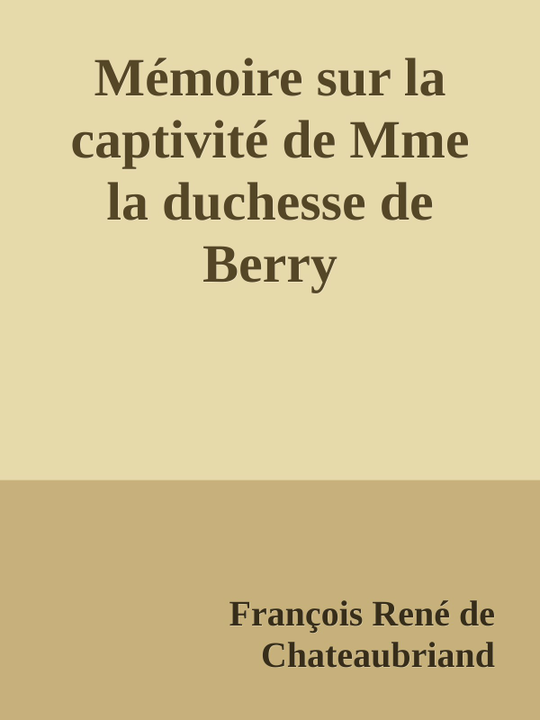 Mémoire sur la
captivité de Mme
la duchesse de
Berry
François René de
Chateaubriand